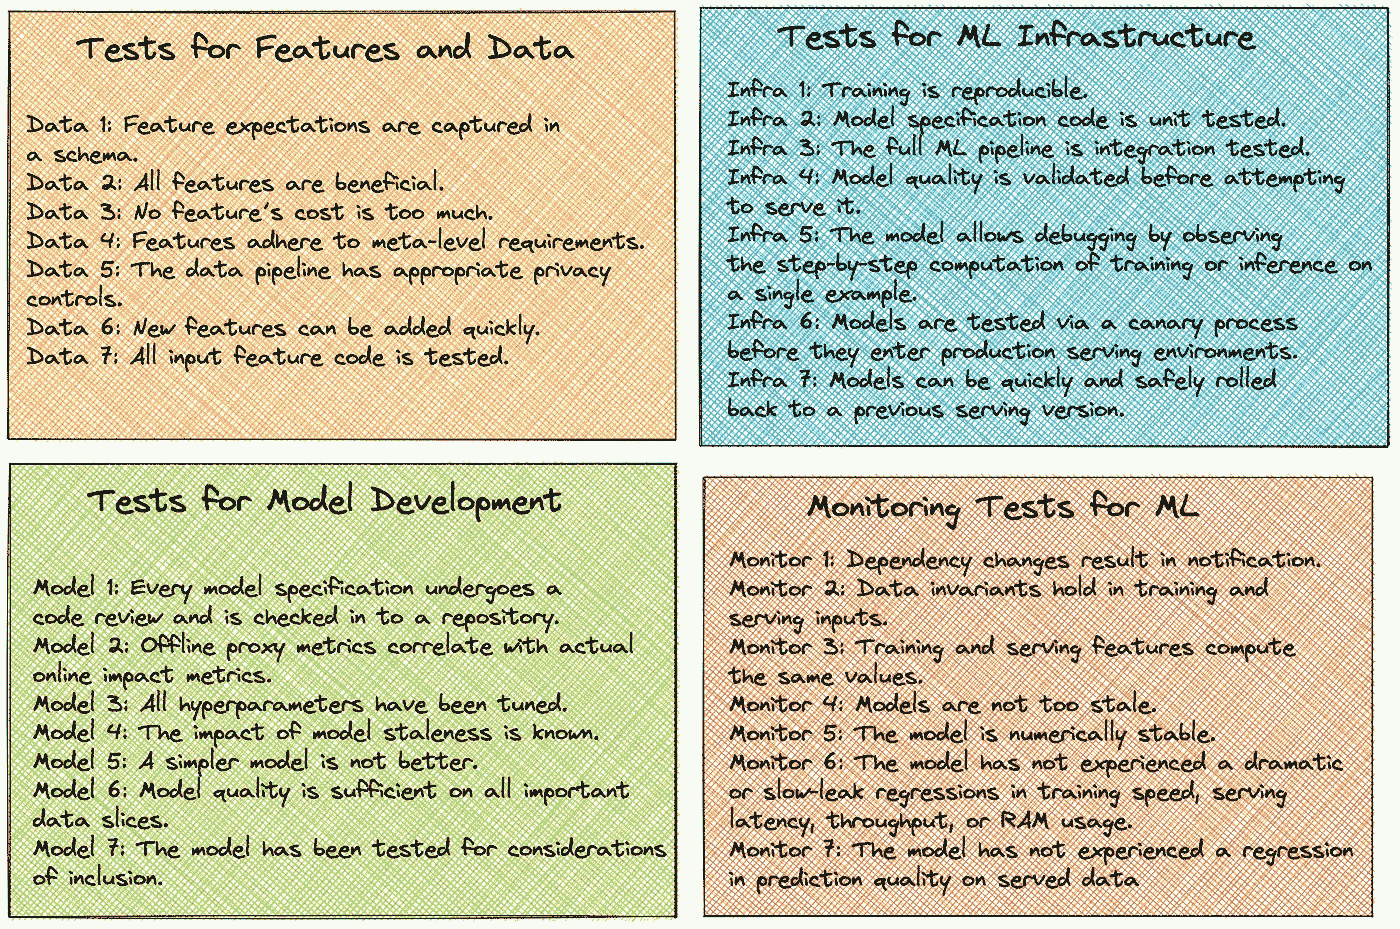 Tests for Features and Data
Data 1: Feature expectations are captured in
a schema.
Data 2: All features are beneficial.
Data 3: No feature's cost is too much.
Data 4: Features adhere to meta-level requirements.
Data 5: The data pipeline has appropriate privacy
controls.
Data 6: New features can be added quickly.
Data 7: All input feature code is tested.
Tests for ML Infrastructure
Infra 1: Training is reproducible.
Infra 2: Model specification code is unit tested.
Infra 3: The full ML pipeline is integration tested.
Infra 4: Model quality is validated before attempting
to serve it.
Infra 5: The model allows debugging by observing
the step-by-step computation of training or inference on
a single example.
Infra 6: Models are tested via a canary process
before they enter production serving environments.
Infra 7: Models can be quickly and safely rolled
back to a previous serving version.
Tests for Model Development
Model 1: Every model specification undergoes a
code review and is checked in to a repository.
Model 2: Offline proxy metrics correlate with actual
online impact metrics.
Model 3: All hyperparameters have been tuned.
Model 4: The impact of model staleness is known.
Model 5: A simpler model is not better.
Model 6: Model quality is sufficient on all important
data slices.
Model 7: The model has been tested for considerations
of inclusion.
Monitoring Tests for ML
Monitor 1: Dependency changes result in notification.
Monitor 2: Data invariants hold in training and
serving inputs.
Monitor 3: Training and serving features compute
the same values.
Monitor 4: Models are not too stale.
Monitor 5: The model is numerically stable.
Monitor 6: The model has not experienced a dramatic
or slow-leak regressions in training speed, serving
latency, throughput, or RAM usage.
Monitor 7: The model has not experienced a regression
in prediction quality on served data